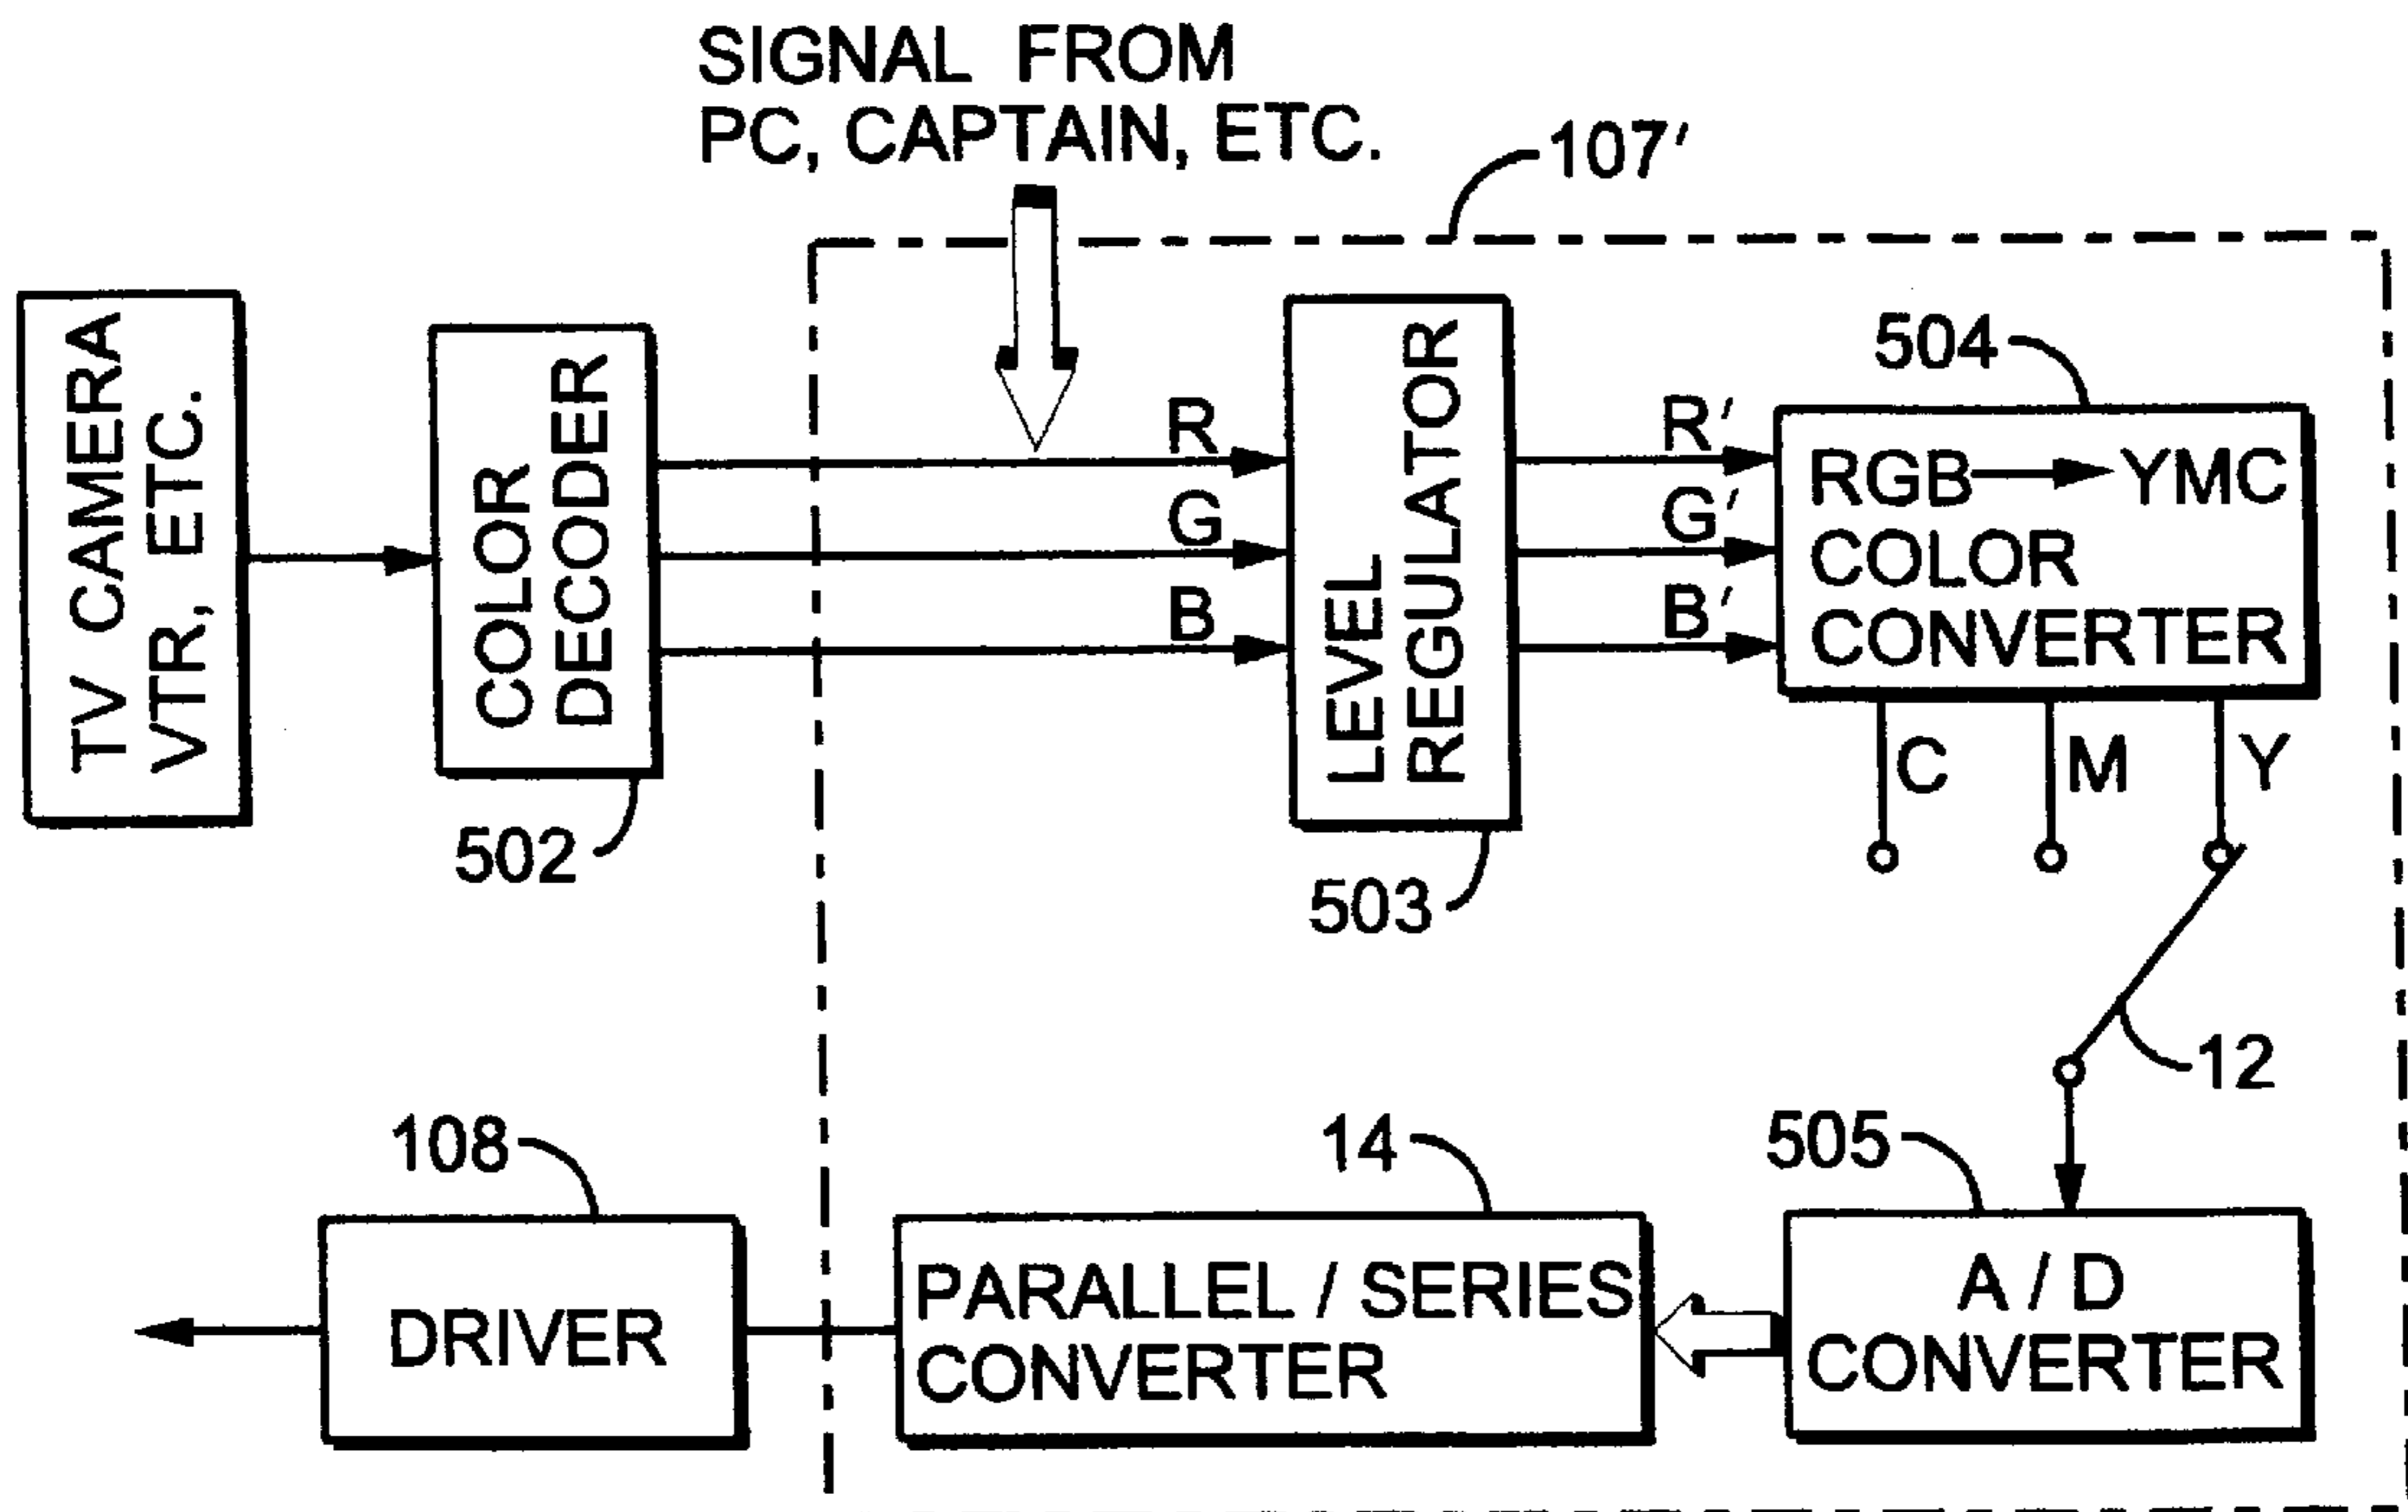 SIGNAL FROM
PC, CAPTAIN, ETC.
107′
TV CAMERA
VTR, ETC.
COLOR
DECODER
502
R
G
B
LEVEL
REGULATOR
503
R′
G′
B′
504
RGB → YMC
COLOR
CONVERTER
C
M
Y
12
108
DRIVER
14
PARALLEL / SERIES
CONVERTER
505
A / D
CONVERTER